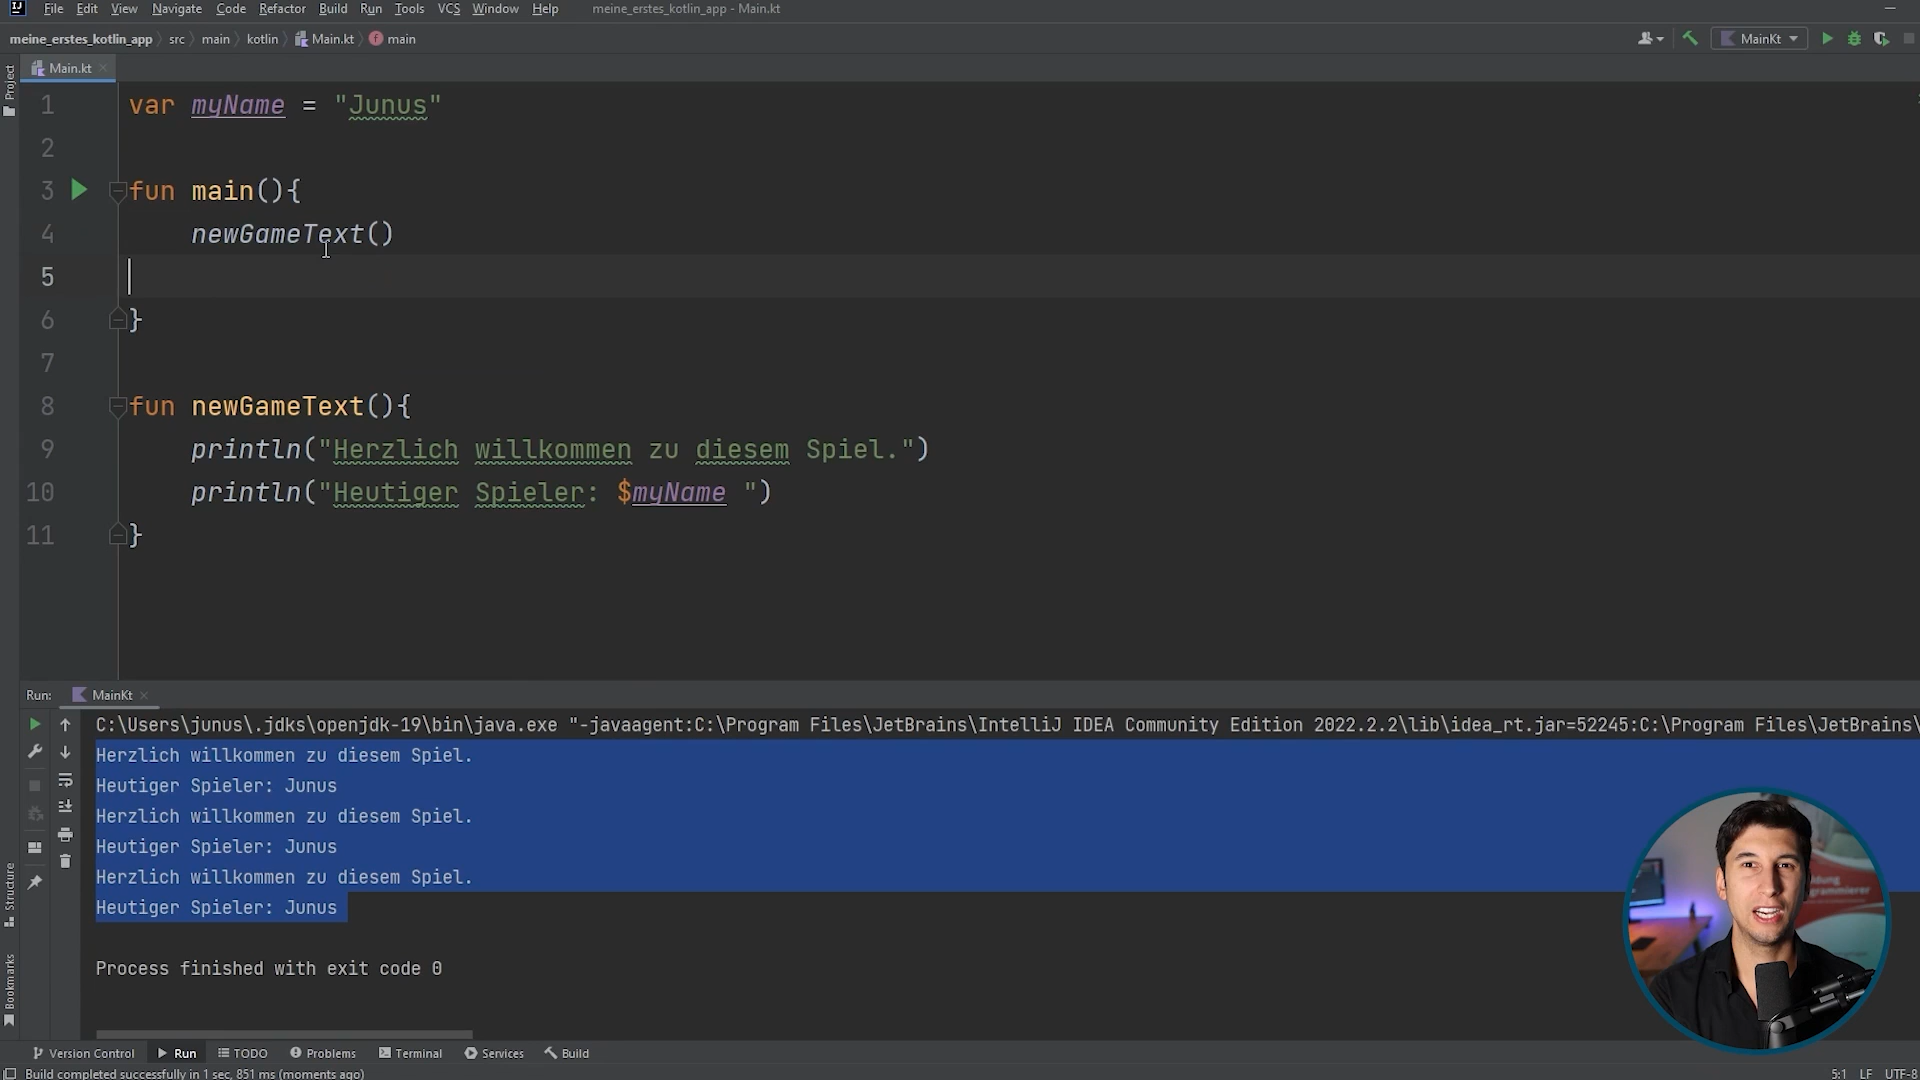 File Edit View Navigate Code Refactor Build Run Tools VCS Window Help meine_erstes_kotlin_app - Main.kt
meine_erstes_kotlin_app src main kotlin Main.kt main MainKt
Project
Main.kt
1 var myName = "Junus"
2
3 fun main(){
4 newGameText()
5
6 }
7
8 fun newGameText(){
9 println("Herzlich willkommen zu diesem Spiel.")
10 println("Heutiger Spieler: $myName ")
11 }
Run: MainKt
C:\Users\junus\.jdks\openjdk-19\bin\java.exe "-javaagent:C:\Program Files\JetBrains\IntelliJ IDEA Community Edition 2022.2.2\lib\idea_rt.jar=52245:C:\Program Files\JetBrains\
Herzlich willkommen zu diesem Spiel.
Heutiger Spieler: Junus
Herzlich willkommen zu diesem Spiel.
Heutiger Spieler: Junus
Herzlich willkommen zu diesem Spiel.
Heutiger Spieler: Junus
Process finished with exit code 0
Structure
Bookmarks
Version Control Run TODO Problems Terminal Services Build
Build completed successfully in 1 sec, 851 ms (moments ago) 5:1 LF UTF-8